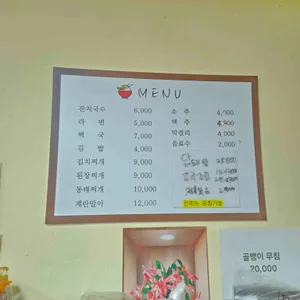 MENU
잔치국수 6,000
라면 5,000
떡국 7,000
김밥 4,000
김치찌개 9,000
된장찌개 9,000
동태찌개 10,000
계란말이 12,000
소주 4,000
맥주 4,000
막걸리 4,000
음료수 2,000
전메뉴 포장가능
골뱅이 무침
20,000